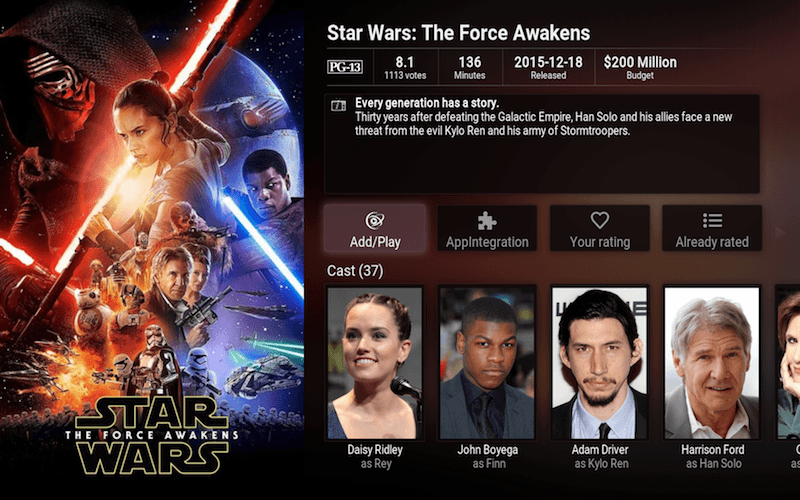 Star Wars: The Force Awakens
PG-13
8.1
1113 votes
136
Minutes
2015-12-18
Released
$200 Million
Budget
Every generation has a story.
Thirty years after defeating the Galactic Empire, Han Solo and his allies face a new
threat from the evil Kylo Ren and his army of Stormtroopers.
Add/Play
AppIntegration
Your rating
Already rated
Cast (37)
Daisy Ridley
as Rey
John Boyega
as Finn
Adam Driver
as Kylo Ren
Harrison Ford
as Han Solo
C
as
STAR
THE FORCE AWAKENS
WARS